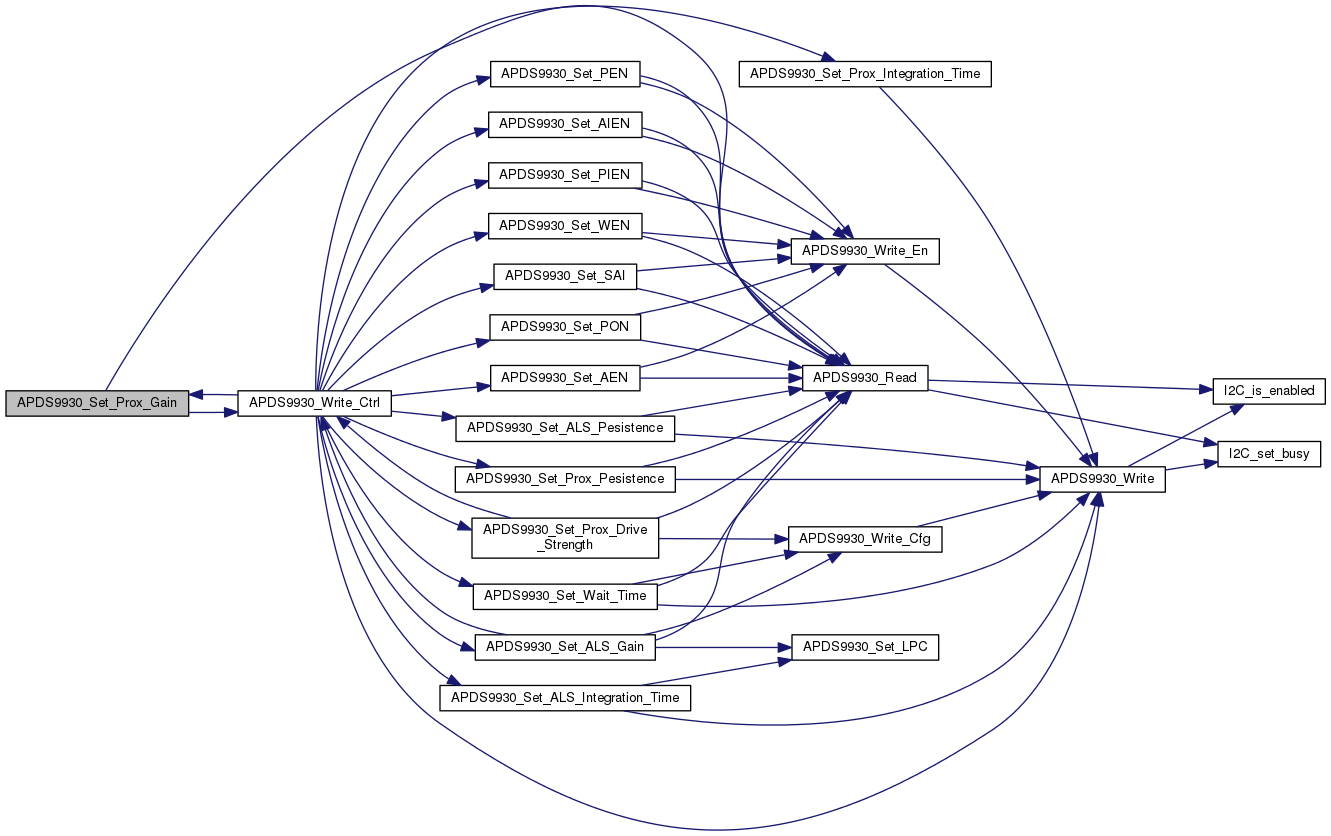 APDS9930_Set_Prox_Gain
APDS9930_Write_Ctrl
APDS9930_Set_PEN
APDS9930_Set_AIEN
APDS9930_Set_PIEN
APDS9930_Set_WEN
APDS9930_Set_SAI
APDS9930_Set_PON
APDS9930_Set_AEN
APDS9930_Set_ALS_Pesistence
APDS9930_Set_Prox_Pesistence
APDS9930_Set_Prox_Drive
_Strength
APDS9930_Set_Wait_Time
APDS9930_Set_ALS_Gain
APDS9930_Set_ALS_Integration_Time
APDS9930_Set_Prox_Integration_Time
APDS9930_Write_En
APDS9930_Read
APDS9930_Write_Cfg
APDS9930_Set_LPC
APDS9930_Write
I2C_is_enabled
I2C_set_busy